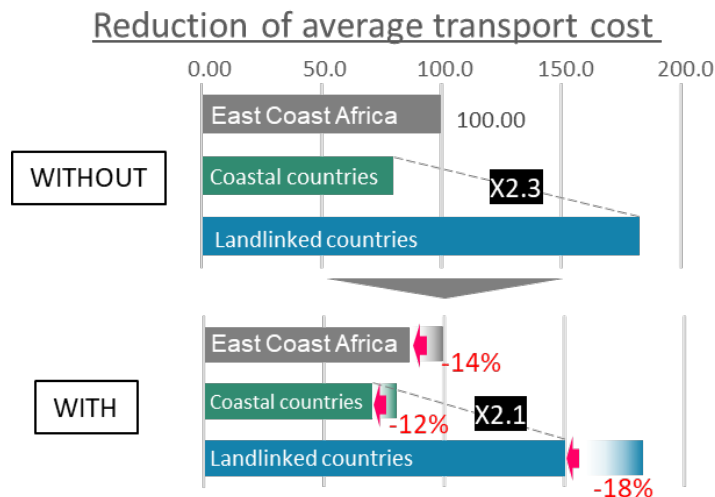 Reduction of average transport cost
0.00 50.0 100.0 150.0 200.0
East Coast Africa 100.00
WITHOUT
Coastal countries
X2.3
Landlinked countries
East Coast Africa
-14%
WITH
Coastal countries
-12%
X2.1
Landlinked countries
-18%